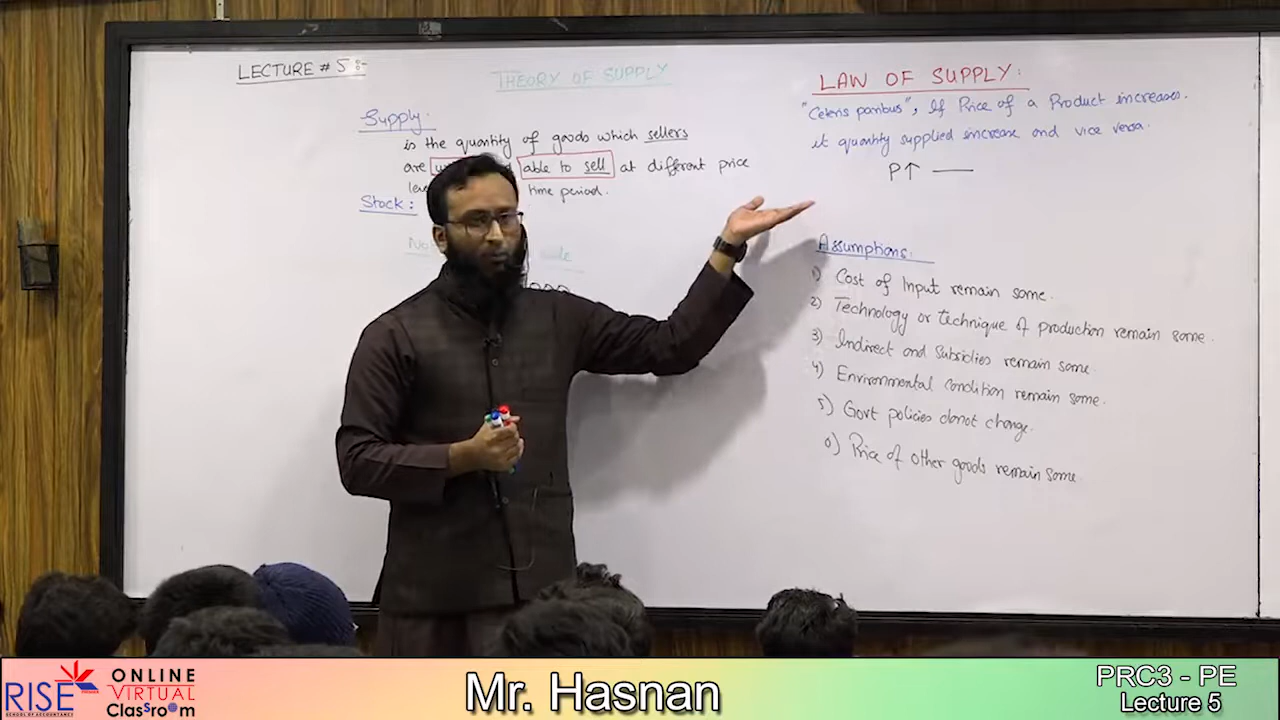 LECTURE # 5 :-
THEORY OF SUPPLY
Supply:
is the quantity of goods which sellers
are able to sell at different price
time period.
Stock:
LAW OF SUPPLY:
"Ceteris paribus", If Price of a Product increases.
it quantity supplied increase and vice versa.
P↑ —
Assumptions:
1) Cost of Input remain same.
2) Technology or technique of production remain same.
3) Indirect and Subsidies remain same.
4) Environmental Condition remain same.
5) Govt policies donot change.
6) Price of other goods remain same
RISE
SCHOOL OF ACCOUNTANCY
ONLINE
VIRTUAL
ClassrooM
Mr. Hasnan
PRC3 - PE
Lecture 5